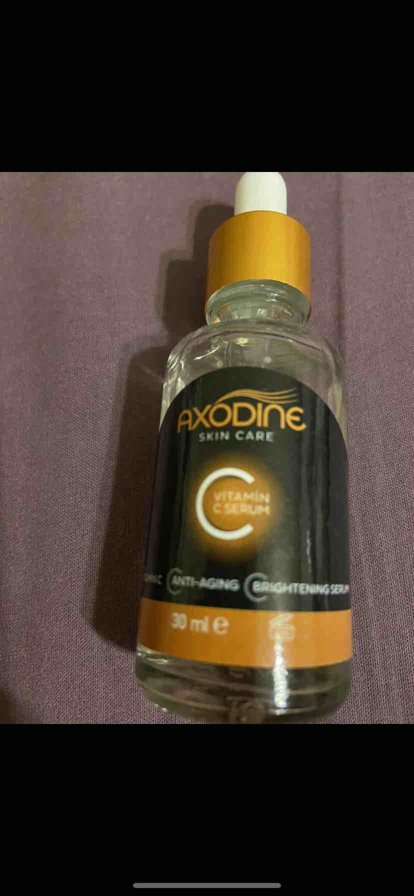 AXODINE
SKIN CARE
VITAMIN
C SERUM
ANTI-AGING BRIGHTENING SERUM
30 ml e